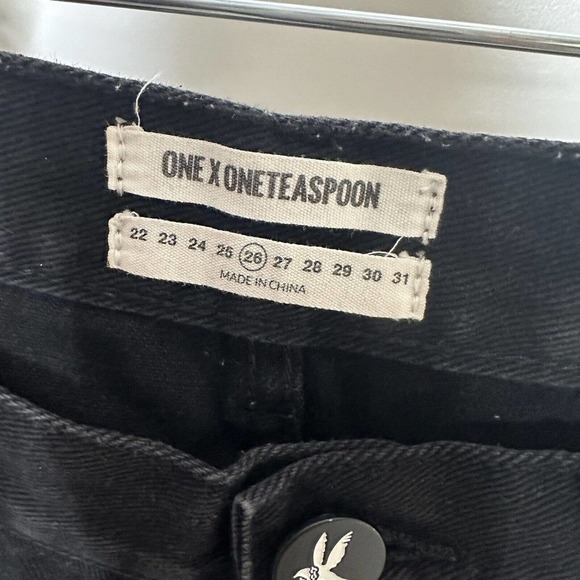 ONE X ONETEASPOON
22 23 24 25 26 27 28 29 30 31
MADE IN CHINA